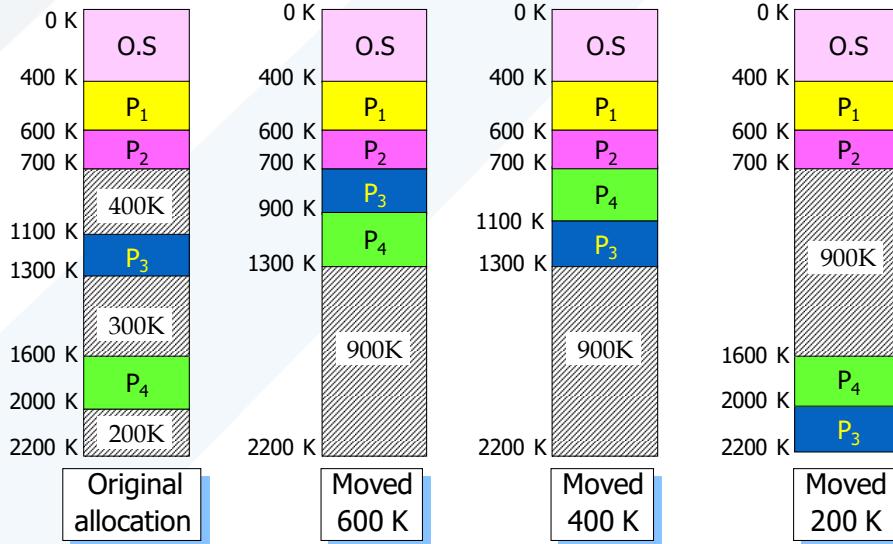 0 K
O.S
400 K
P₁
600 K
P₂
700 K
400K
1100 K
P₃
1300 K
300K
1600 K
P₄
2000 K
200K
2200 K
Original
allocation
0 K
O.S
400 K
P₁
600 K
P₂
700 K
P₃
900 K
P₄
1300 K
900K
2200 K
Moved
600 K
0 K
O.S
400 K
P₁
600 K
P₂
700 K
P₄
1100 K
P₃
1300 K
900K
2200 K
Moved
400 K
0 K
O.S
400 K
P₁
600 K
P₂
700 K
900K
1600 K
P₄
2000 K
P₃
2200 K
Moved
200 K